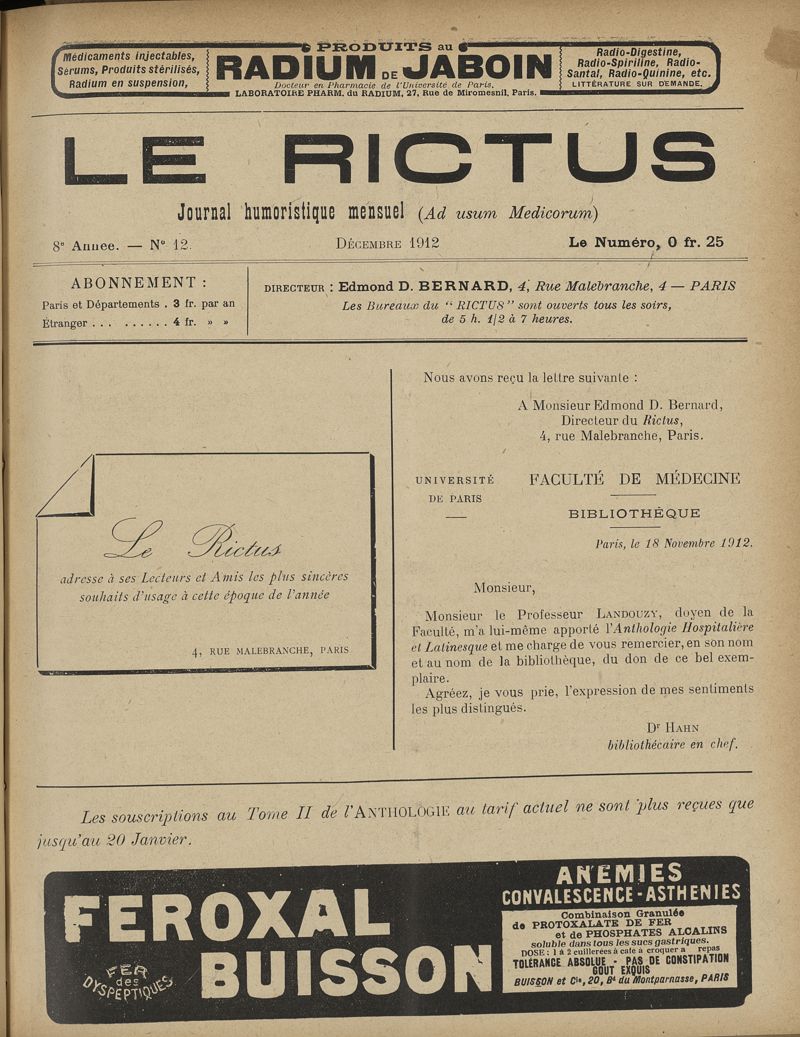 Médicaments injectables,
Sérums, Produits stérilisés,
Radium en suspension,
PRODUITS au
RADIUM DE JABOIN
Docteur en Pharmacie de l'Université de Paris.
LABORATOIRE PHARM. du RADIUM, 27, Rue de Miromesnil, Paris.
Radio-Digestine,
Radio-Spiriline, Radio-
Santal, Radio-Quinine, etc.
LITTÉRATURE SUR DEMANDE.
LE RICTUS
Journal humoristique mensuel (Ad usum Medicorum)
8e Annee. — No 12.
DÉCEMBRE 1912
Le Numéro, 0 fr. 25
ABONNEMENT :
Paris et Départements . 3 fr. par an
Étranger . . . . . . . . . 4 fr. » »
DIRECTEUR : Edmond D. BERNARD, 4, Rue Malebranche, 4 — PARIS
Les Bureaux du “ RICTUS ” sont ouverts tous les soirs,
de 5 h. 1/2 à 7 heures.
Le Rictus
adresse à ses Lecteurs et Amis les plus sincères
souhaits d'usage à cette époque de l'année
4, RUE MALEBRANCHE, PARIS
Nous avons reçu la lettre suivante :
A Monsieur Edmond D. Bernard,
Directeur du Rictus,
4, rue Malebranche, Paris.
UNIVERSITÉ
DE PARIS
FACULTÉ DE MÉDECINE
BIBLIOTHÉQUE
Paris, le 18 Novembre 1912.
Monsieur,
Monsieur le Professeur LANDOUZY, doyen de la
Faculté, m'a lui-même apporté l'Anthologie Hospitalière
et Latinesque et me charge de vous remercier, en son nom
et au nom de la bibliothèque, du don de ce bel exem-
plaire.
Agréez, je vous prie, l'expression de mes sentiments
les plus distingués.
Dr HAHN
bibliothécaire en chef.
Les souscriptions au Tome II de l'ANTHOLOGIE au tarif actuel ne sont plus reçues que
jusqu'au 20 Janvier.
FEROXAL
BUISSON
FER
des
DYSPEPTIQUES
ANÉMIES
CONVALESCENCE - ASTHENIES
Combinaison Granulée
de PROTOXALATE DE FER
et de PHOSPHATES ALCALINS
soluble dans tous les sucs gastriques.
DOSE : 1 à 2 cuillerées à café à croquer a repas
TOLÉRANCE ABSOLUE - PAS DE CONSTIPATION
GOUT EXQUIS
BUISSON et Cie, 20, Bd du Montparnasse, PARIS